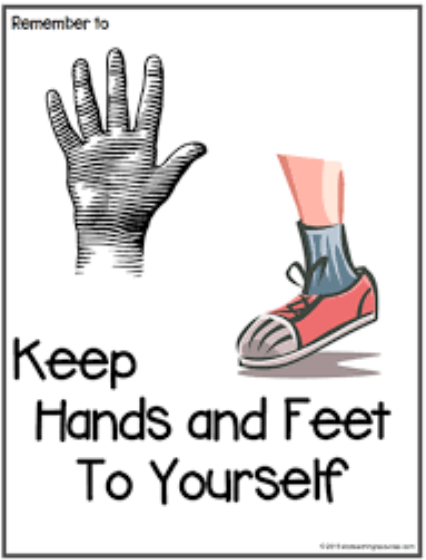 Remember to
Keep
Hands and Feet
To Yourself